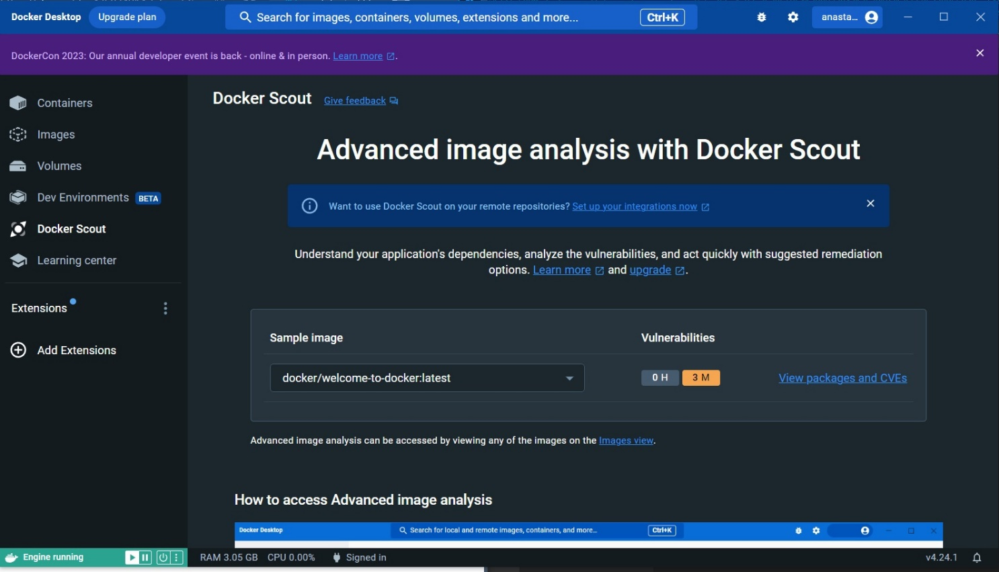 Docker Desktop Upgrade plan Search for images, containers, volumes, extensions and more... Ctrl+K anasta...
DockerCon 2023: Our annual developer event is back - online & in person. Learn more.
Containers
Images
Volumes
Dev Environments BETA
Docker Scout
Learning center
Extensions
Add Extensions
Docker Scout Give feedback
Advanced image analysis with Docker Scout
Want to use Docker Scout on your remote repositories? Set up your integrations now
Understand your application's dependencies, analyze the vulnerabilities, and act quickly with suggested remediation
options. Learn more and upgrade.
Sample image Vulnerabilities
docker/welcome-to-docker:latest 0 H 3 M View packages and CVEs
Advanced image analysis can be accessed by viewing any of the images on the Images view.
How to access Advanced image analysis
Docker Desktop Search for local and remote images, containers, and more... Ctrl+K
Engine running RAM 3.05 GB CPU 0.00% Signed in v4.24.1